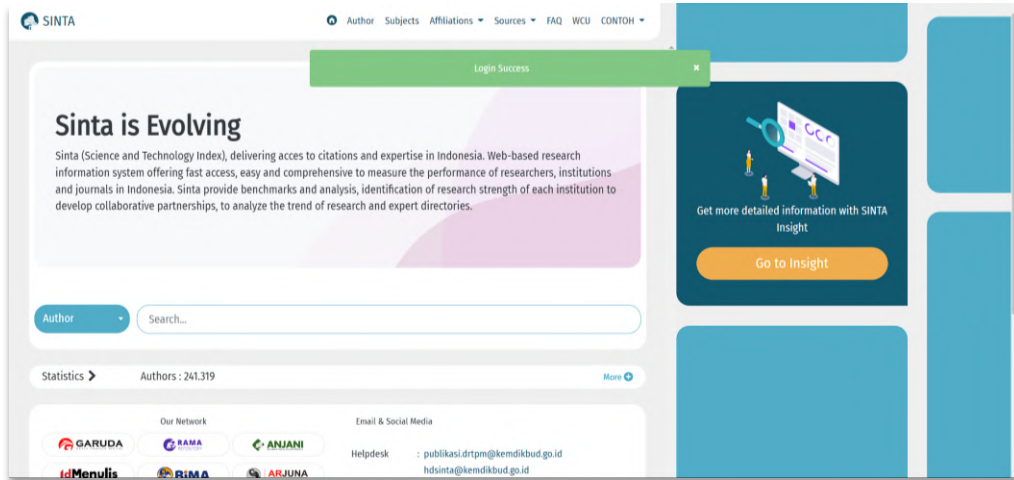 SINTA
Author Subjects Affiliations Sources FAQ WCU CONTOH
Login Success ×
Sinta is Evolving
Sinta (Science and Technology Index), delivering acces to citations and expertise in Indonesia. Web-based research
information system offering fast access, easy and comprehensive to measure the performance of researchers, institutions
and journals in Indonesia. Sinta provide benchmarks and analysis, identification of research strength of each institution to
develop collaborative partnerships, to analyze the trend of research and expert directories.
Get more detailed information with SINTA
Insight
Go to Insight
Author
Search...
Statistics
Authors : 241.319
More
Our Network
Email & Social Media
GARUDA
RAMA
ANJANI
Helpdesk : publikasi.drtpm@kemdikbud.go.id
hdsinta@kemdikbud.go.id
IdMenulis
RiMA
ARJUNA